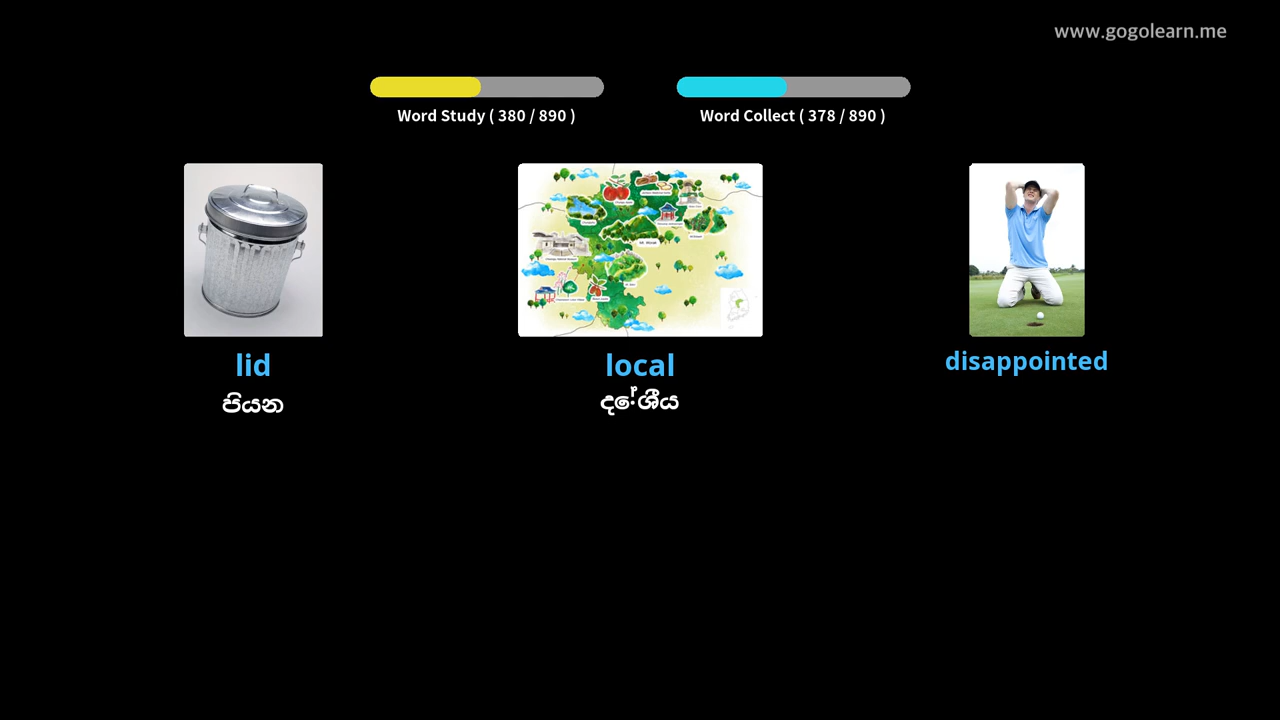 www.gogolearn.me
Word Study ( 380 / 890 )
Word Collect ( 378 / 890 )
lid
local
disappointed
පියන
දේශීය